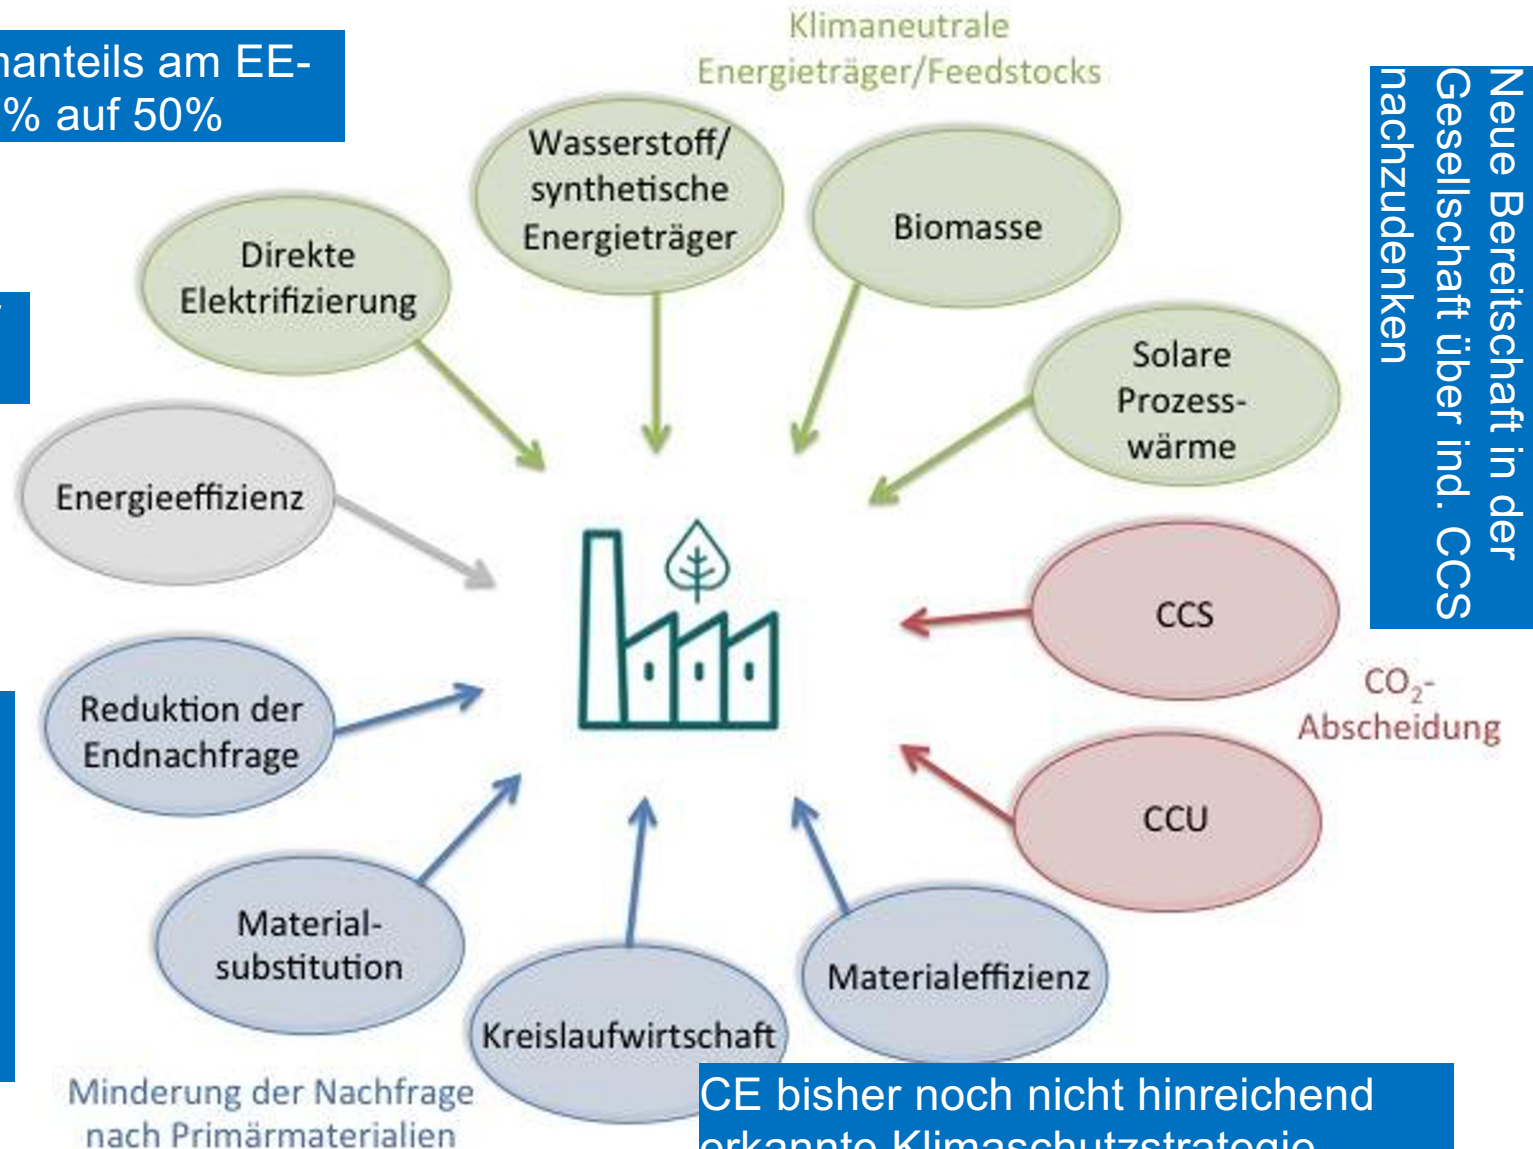 Klimaneutrale
Energieträger/Feedstocks
am EE-
% auf 50%
Wasserstoff/
synthetische
Energieträger
Biomasse
Direkte
Elektrifizierung
Solare
Prozess-
wärme
Neue Bereitschaft in der
Gesellschaft über ind. CCS
nachzudenken
Energieeffizienz
CCS
CO₂-
Abscheidung
Reduktion der
Endnachfrage
CCU
Material-
substitution
Materialeffizienz
Kreislaufwirtschaft
Minderung der Nachfrage
nach Primärmaterialien
CE bisher noch nicht hinreichend
erkannte Klimaschutzstrategie